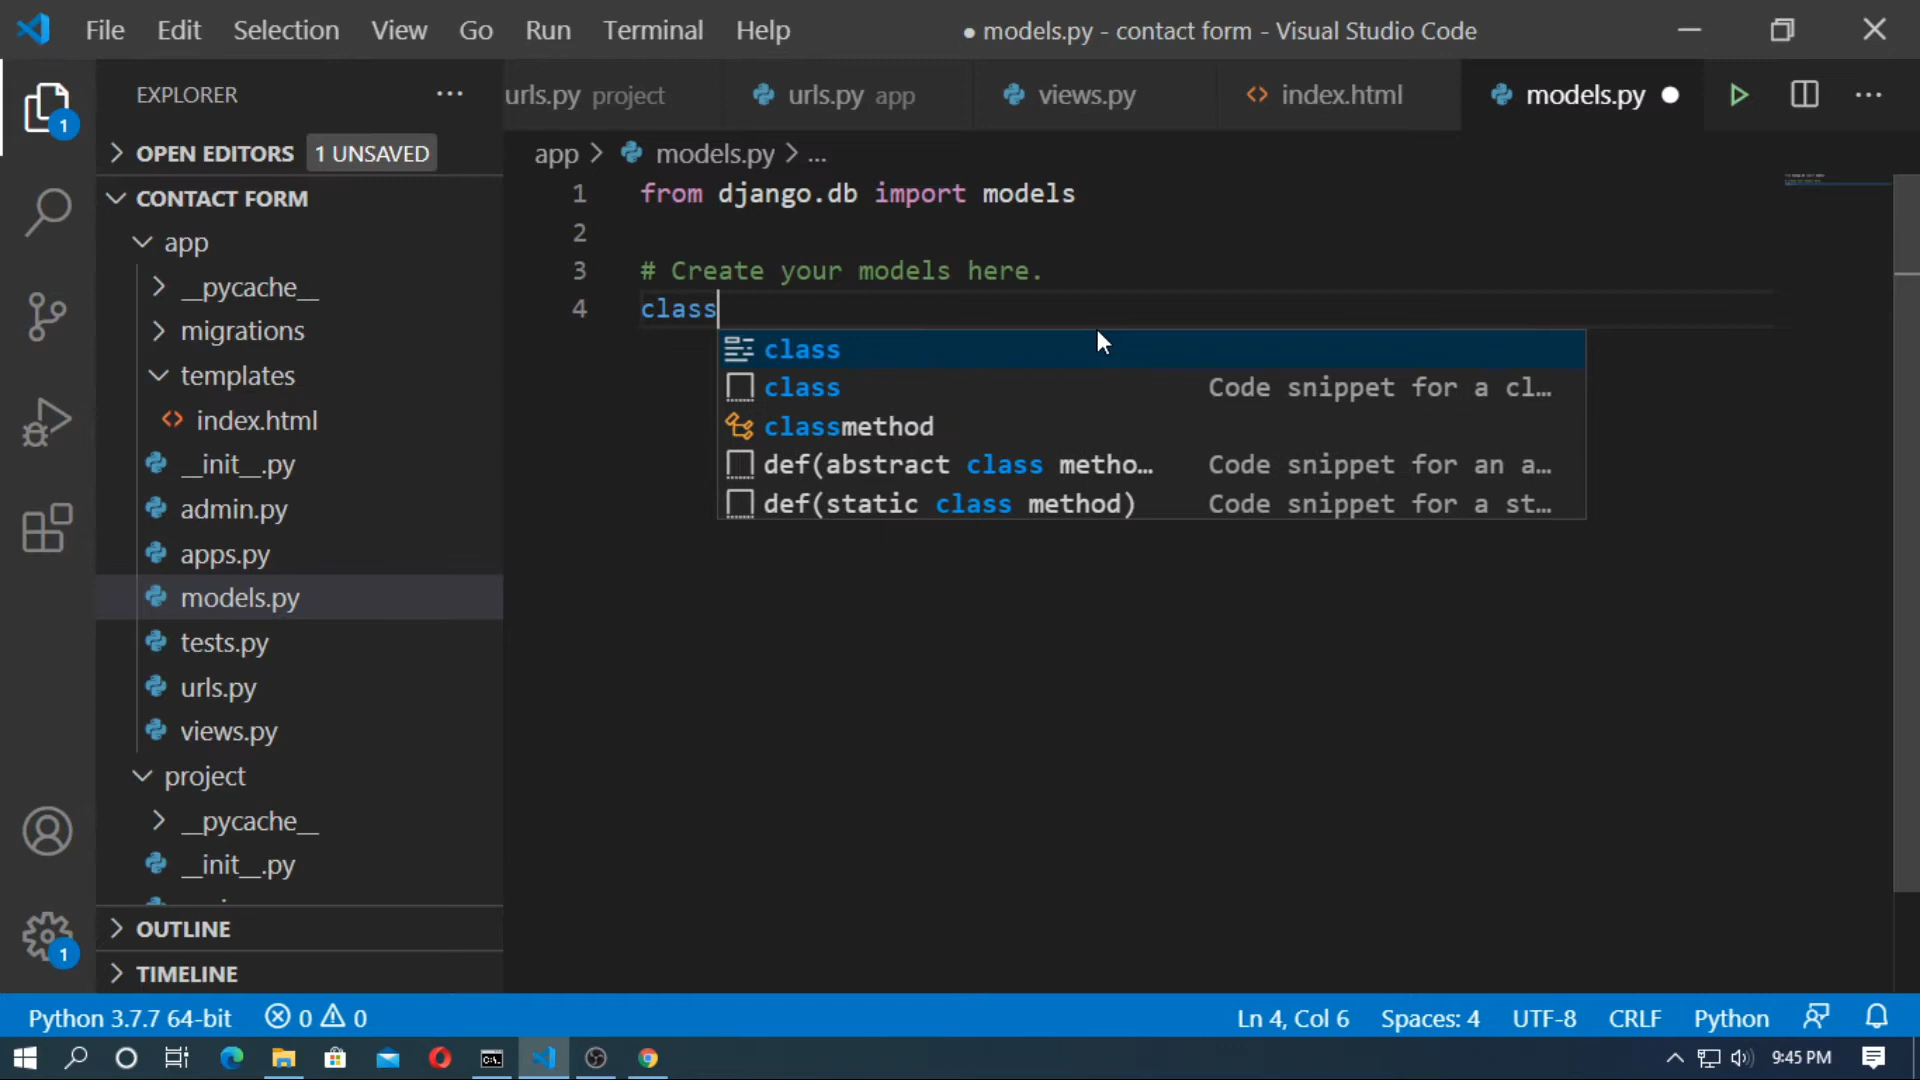 File Edit Selection View Go Run Terminal Help ● models.py - contact form - Visual Studio Code
EXPLORER ···
urls.py project urls.py app views.py index.html models.py ●
OPEN EDITORS 1 UNSAVED
app > models.py > ...
CONTACT FORM
app
__pycache__
migrations
templates
index.html
__init__.py
admin.py
apps.py
models.py
tests.py
urls.py
views.py
project
__pycache__
__init__.py
OUTLINE
TIMELINE
1
1
1 from django.db import models
2
3 # Create your models here.
4 class
class
class Code snippet for a cl…
classmethod
def(abstract class metho… Code snippet for an a…
def(static class method) Code snippet for a st…
Python 3.7.7 64-bit 0 0 Ln 4, Col 6 Spaces: 4 UTF-8 CRLF Python
9:45 PM